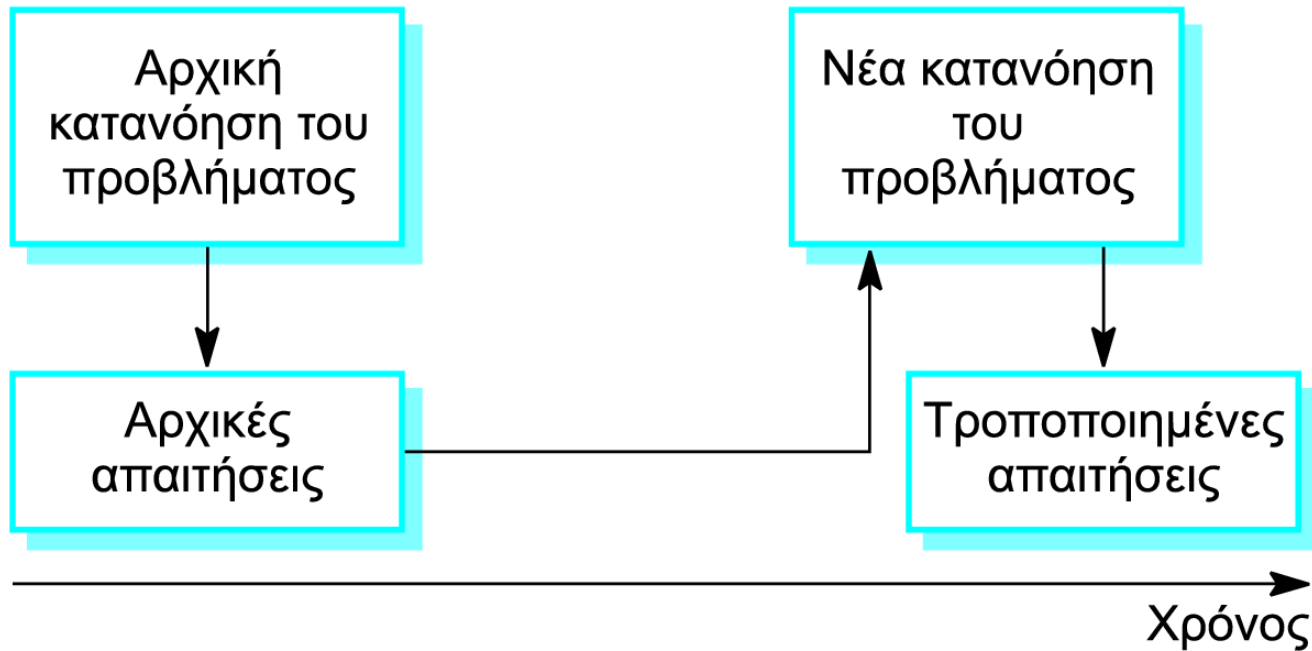 Αρχική
κατανόηση του
προβλήματος
Νέα κατανόηση
του
προβλήματος
Αρχικές
απαιτήσεις
Τροποποιημένες
απαιτήσεις
Χρόνος